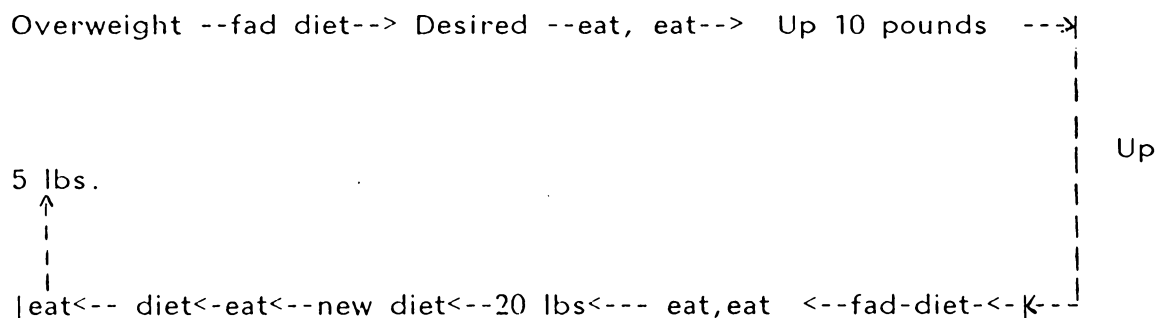 Overweight --fad diet--> Desired --eat, eat--> Up 10 pounds --->|
Up
5 lbs.
|eat<-- diet<-eat<--new diet<--20 lbs<--- eat,eat <--fad-diet-<-|<---